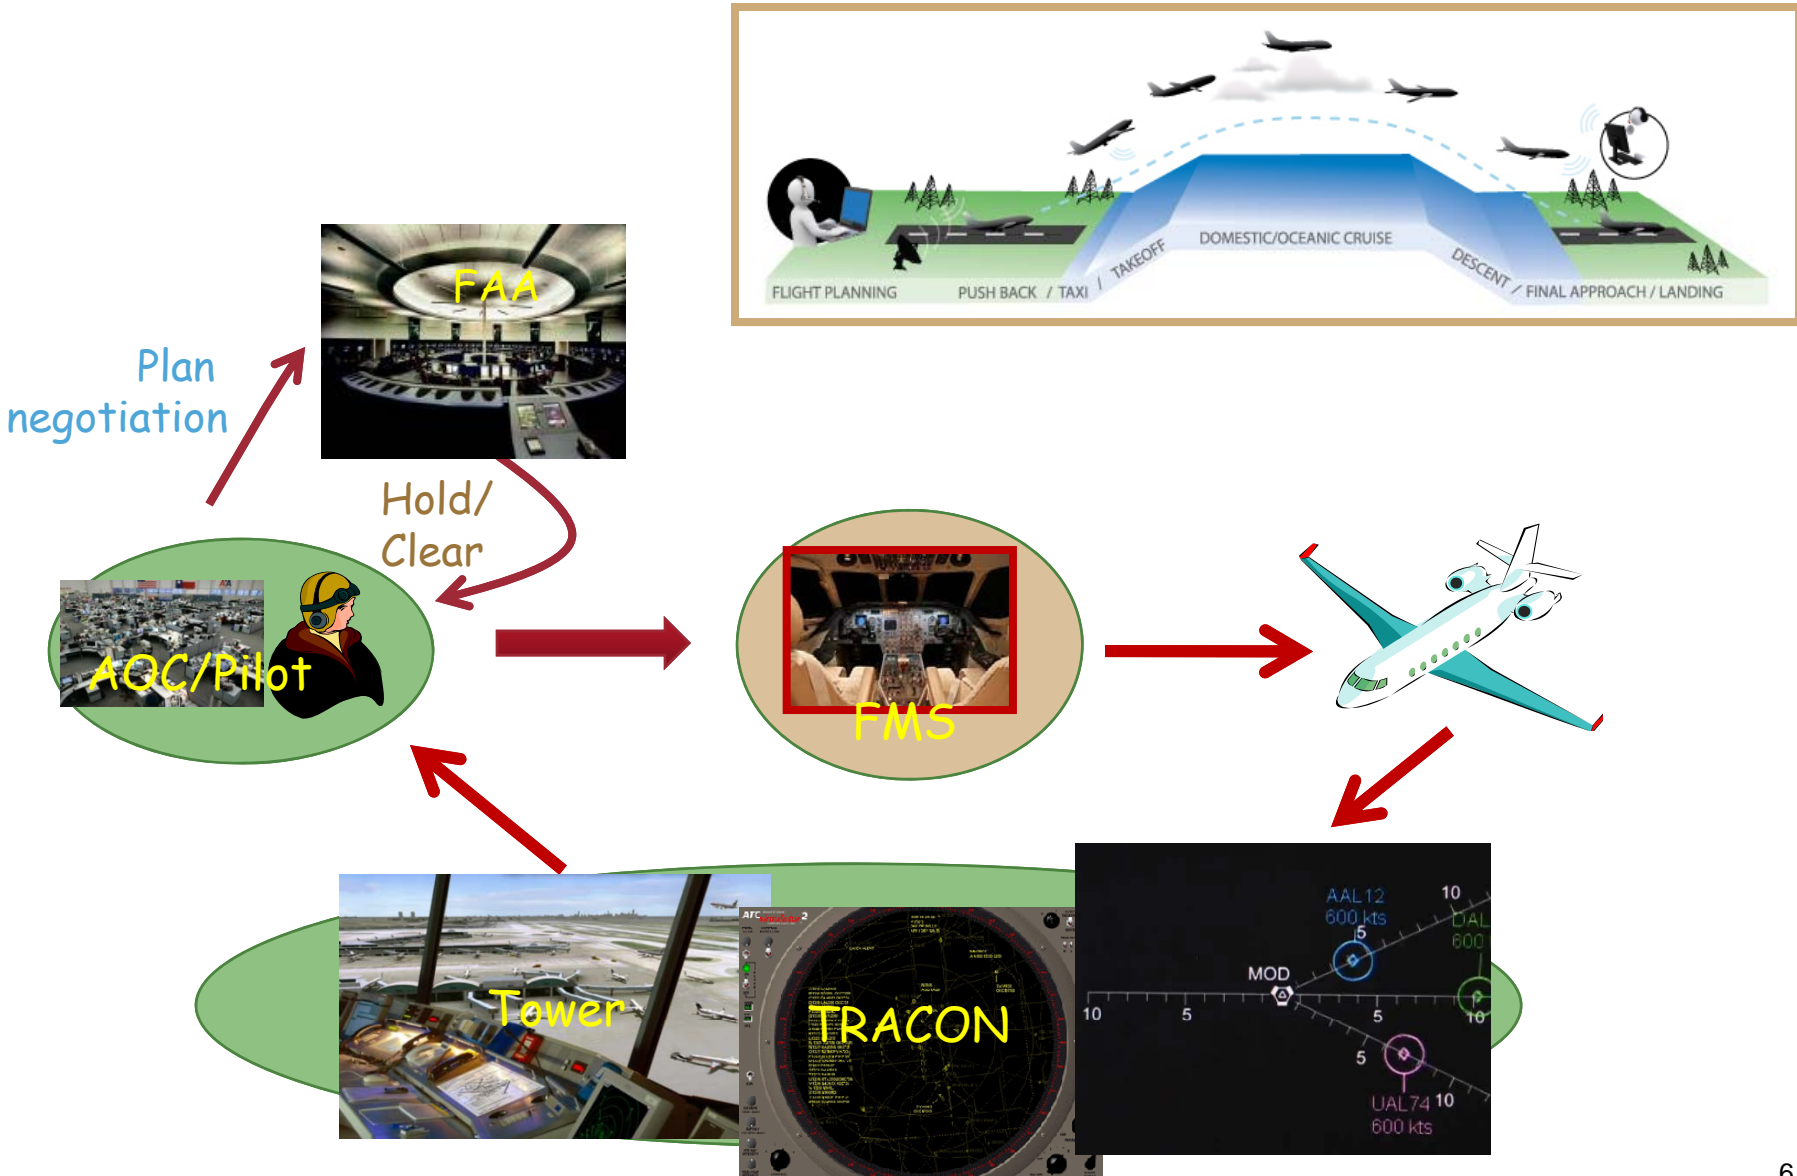 FLIGHT PLANNING
PUSH BACK / TAXI / TAKEOFF
DOMESTIC/OCEANIC CRUISE
DESCENT / FINAL APPROACH / LANDING
FAA
Plan
negotiation
Hold/
Clear
AOC/Pilot
FMS
Tower
ATC
2
TRACON
AAL12
600 kts
10
5
DAL
600
MOD
10
5
5
10
5
UAL74
10
600 kts
6